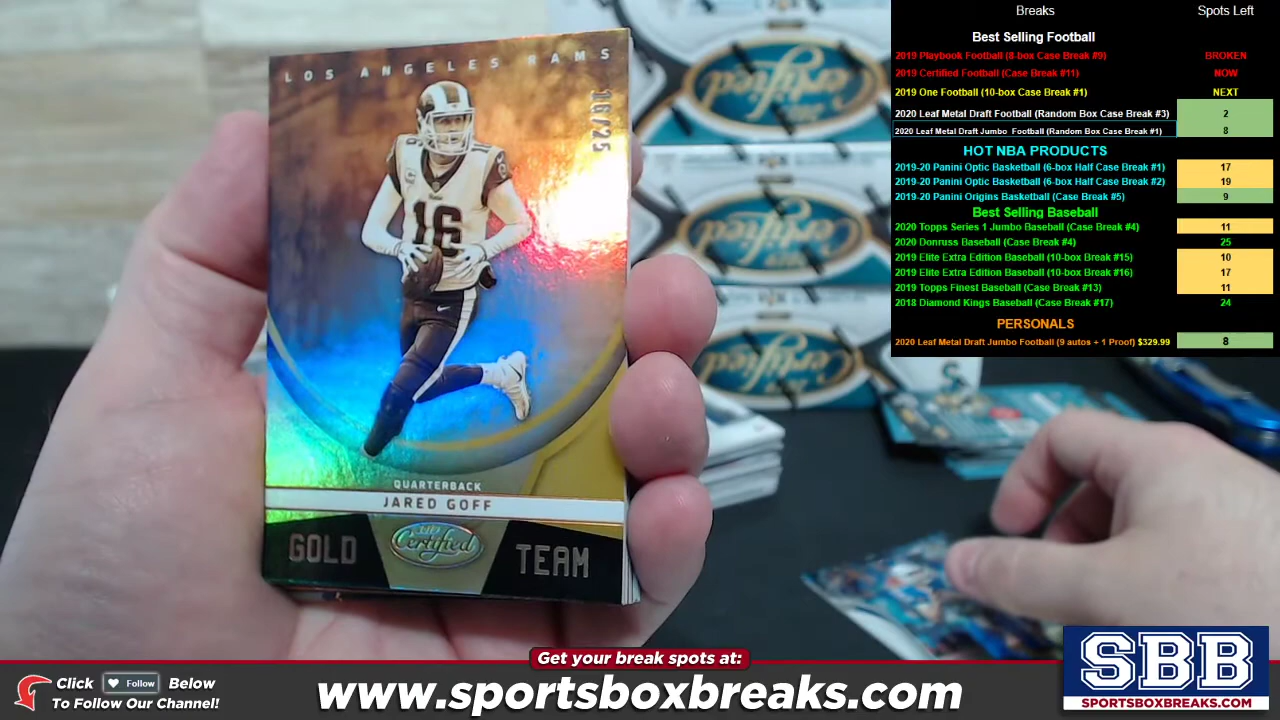 LOS ANGELES RAMS
16/25
16
QUARTERBACK
JARED GOFF
GOLD Certified TEAM
Certified
Certified
Certified
Breaks Spots Left
Best Selling Football
2019 Playbook Football (8-box Case Break #9) BROKEN
2019 Certified Football (Case Break #11) NOW
2019 One Football (10-box Case Break #1) NEXT
2020 Leaf Metal Draft Football (Random Box Case Break #3) 2
2020 Leaf Metal Draft Jumbo Football (Random Box Case Break #1) 8
HOT NBA PRODUCTS
2019-20 Panini Optic Basketball (6-box Half Case Break #1) 17
2019-20 Panini Optic Basketball (6-box Half Case Break #2) 19
2019-20 Panini Origins Basketball (Case Break #5) 9
Best Selling Baseball
2020 Topps Series 1 Jumbo Baseball (Case Break #4) 11
2020 Donruss Baseball (Case Break #4) 25
2019 Elite Extra Edition Baseball (10-box Break #15) 10
2019 Elite Extra Edition Baseball (10-box Break #16) 17
2019 Topps Finest Baseball (Case Break #13) 11
2018 Diamond Kings Baseball (Case Break #17) 24
PERSONALS
2020 Leaf Metal Draft Jumbo Football (9 autos + 1 Proof) $329.99 8
Get your break spots at:
Click Follow Below
To Follow Our Channel!
www.sportsboxbreaks.com
SBB
SPORTSBOXBREAKS.COM